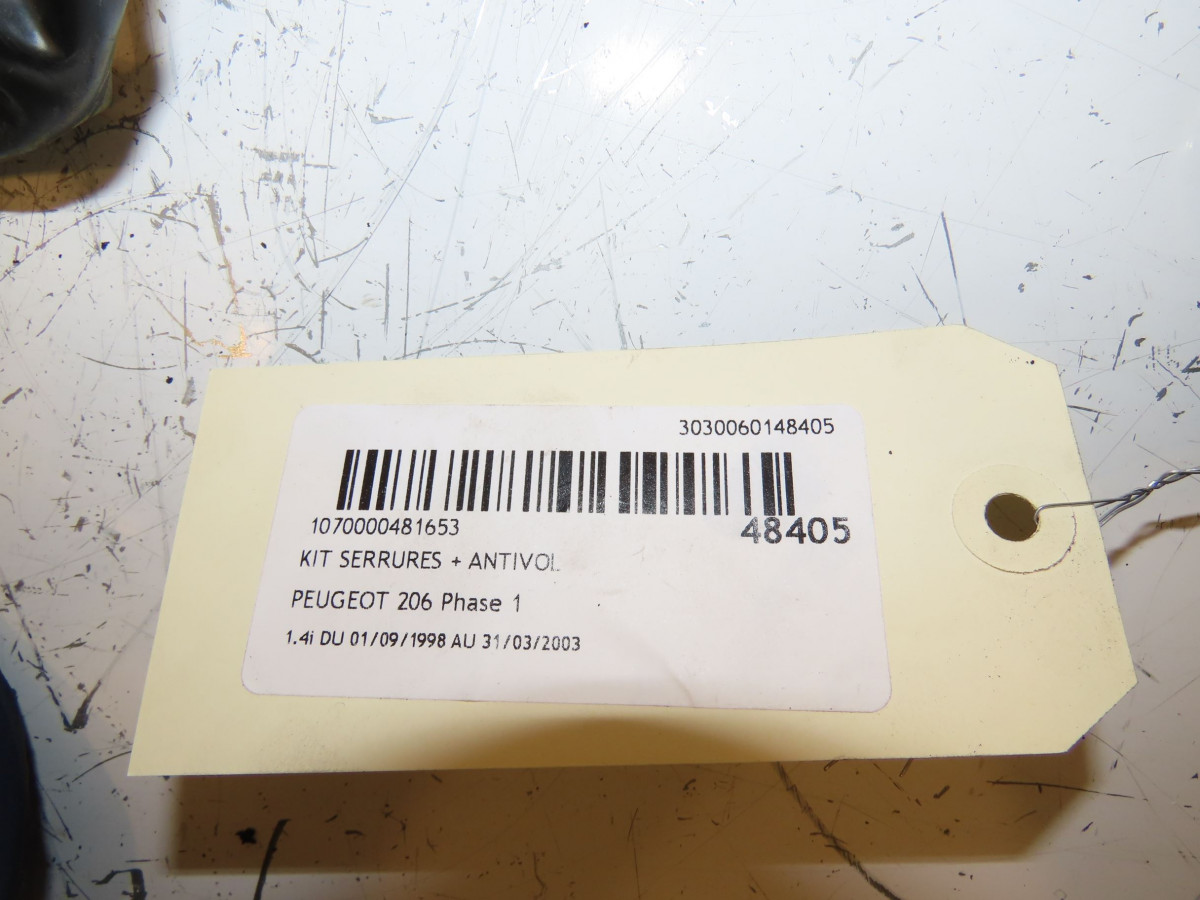 3030060148405
1070000481653
48405
KIT SERRURES + ANTIVOL
PEUGEOT 206 Phase 1
1.4i DU 01/09/1998 AU 31/03/2003